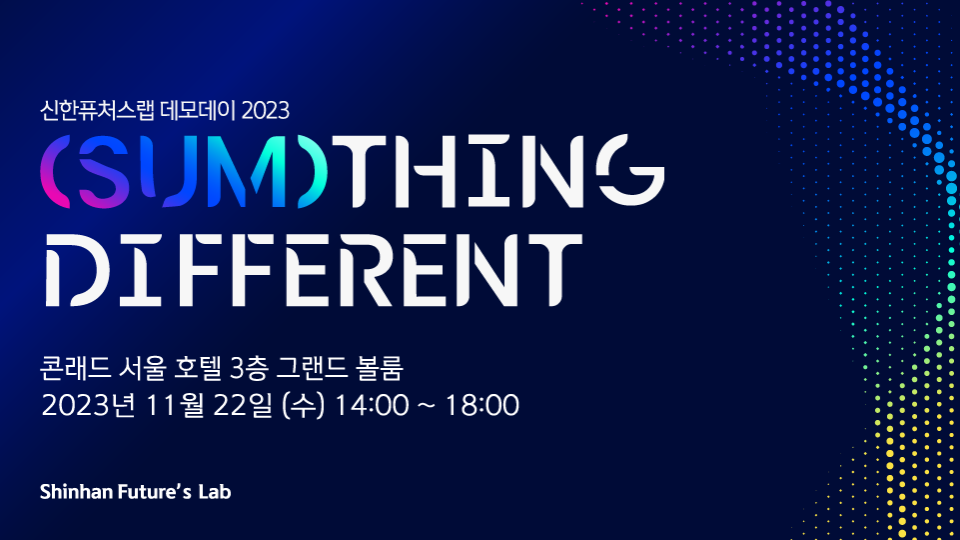 신한퓨처스랩 데모데이 2023
(SUM)THING
DIFFERENT
콘래드 서울 호텔 3층 그랜드 볼룸
2023년 11월 22일 (수) 14:00 ~ 18:00
Shinhan Future's Lab